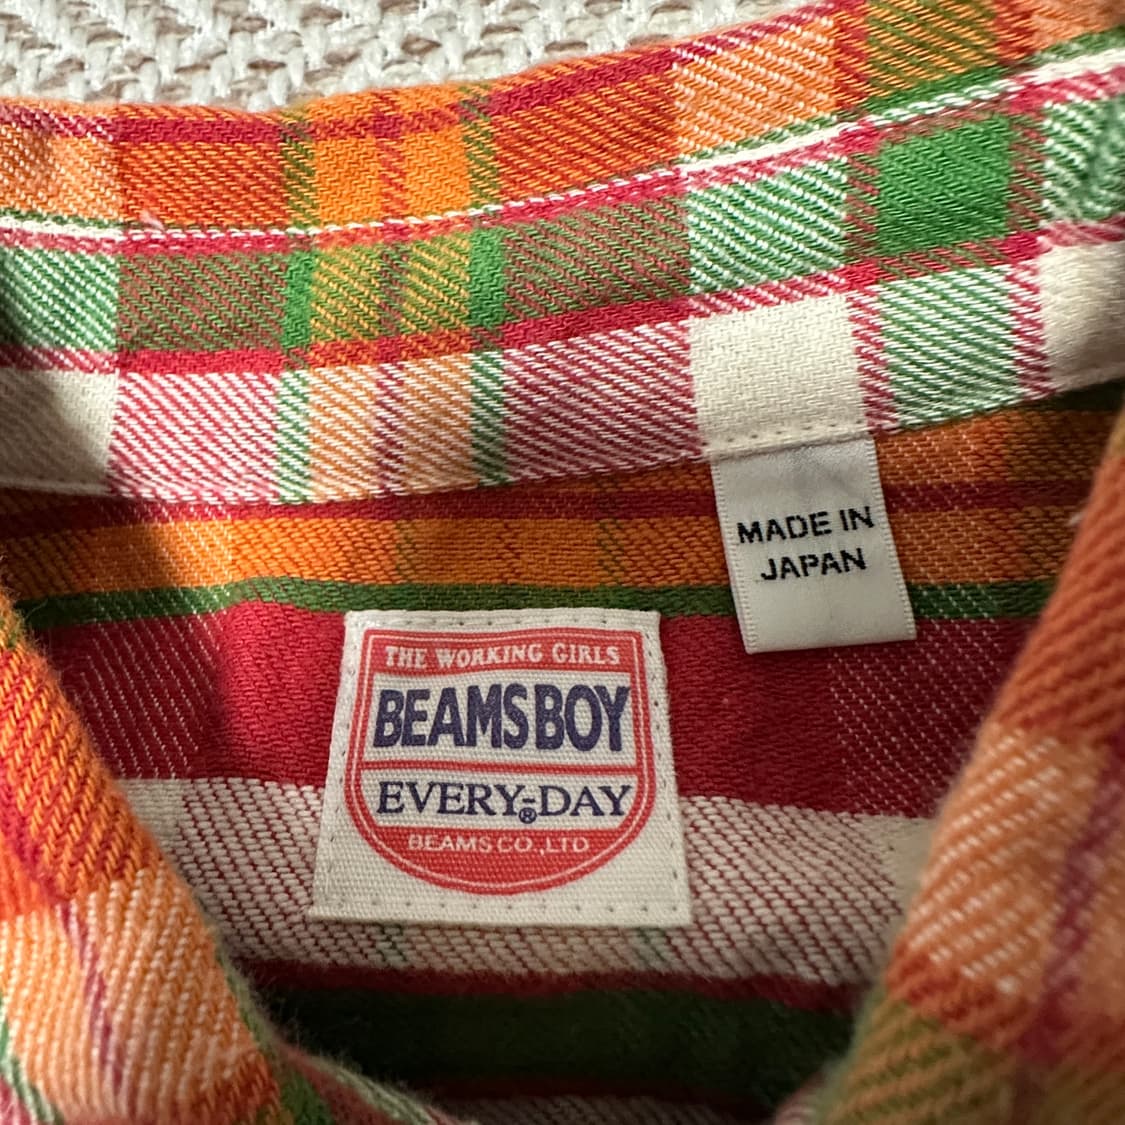 MADE IN
JAPAN
THE WORKING GIRLS
BEAMS BOY
EVERY-DAY
®
BEAMS CO.,LTD